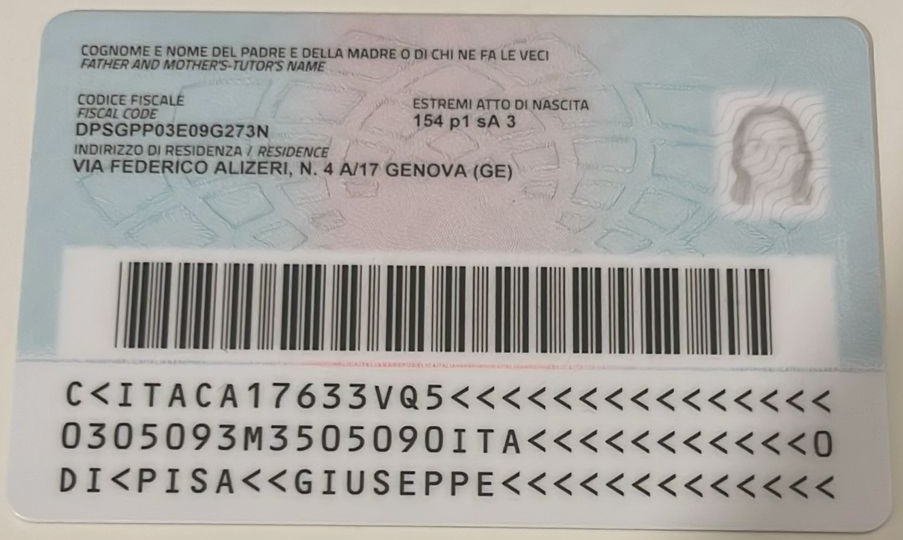 COGNOME E NOME DEL PADRE E DELLA MADRE O DI CHI NE FA LE VECI
FATHER AND MOTHER'S-TUTOR'S NAME
CODICE FISCALE
FISCAL CODE
DPSGPP03E09G273N
ESTREMI ATTO DI NASCITA
154 p1 sA 3
INDIRIZZO DI RESIDENZA / RESIDENCE
VIA FEDERICO ALIZERI, N. 4 A/17 GENOVA (GE)
C<ITACA17633VQ5<<<<<<<<<<<<<<<
0305093M3505090ITA<<<<<<<<<<<0
DI<PISA<<GIUSEPPE<<<<<<<<<<<<<